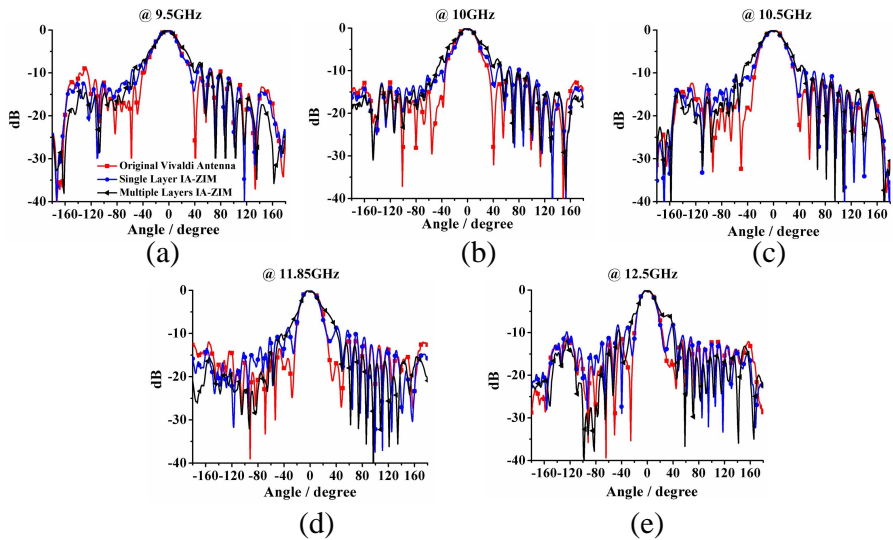 @ 9.5GHz
0
-10
-20
-30
-40
dB
Original Vivaldi Antenna
Single Layer IA-ZIM
Multiple Layers IA-ZIM
-160 -120 -80 -40 0 40 80 120 160
Angle / degree
(a)
@ 10GHz
0
-10
-20
-30
-40
dB
-160 -120 -80 -40 0 40 80 120 160
Angle / degree
(b)
@ 10.5GHz
0
-10
-20
-30
-40
dB
-160 -120 -80 -40 0 40 80 120 160
Angle / degree
(c)
@ 11.85GHz
0
-10
-20
-30
-40
dB
-160 -120 -80 -40 0 40 80 120 160
Angle / degree
(d)
@ 12.5GHz
0
-10
-20
-30
-40
dB
-160 -120 -80 -40 0 40 80 120 160
Angle / degree
(e)